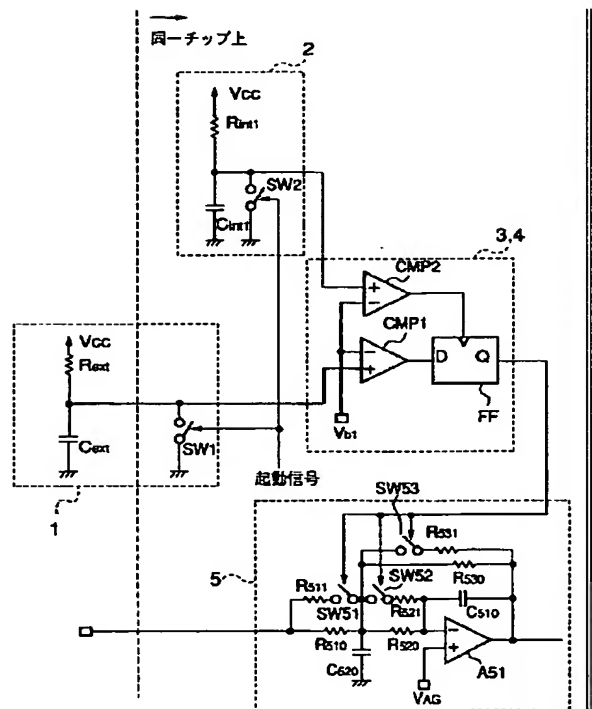 同一チップ上
2
VCC
Rint1
SW2
Cint1
3,4
CMP2
CMP1
D Q
FF
Vb1
VCC
Rext
Cext
SW1
起動信号
1
SW53
R531
5
R530
R511
SW52
SW51
R521
C510
R510
R520
C520
A51
VAG